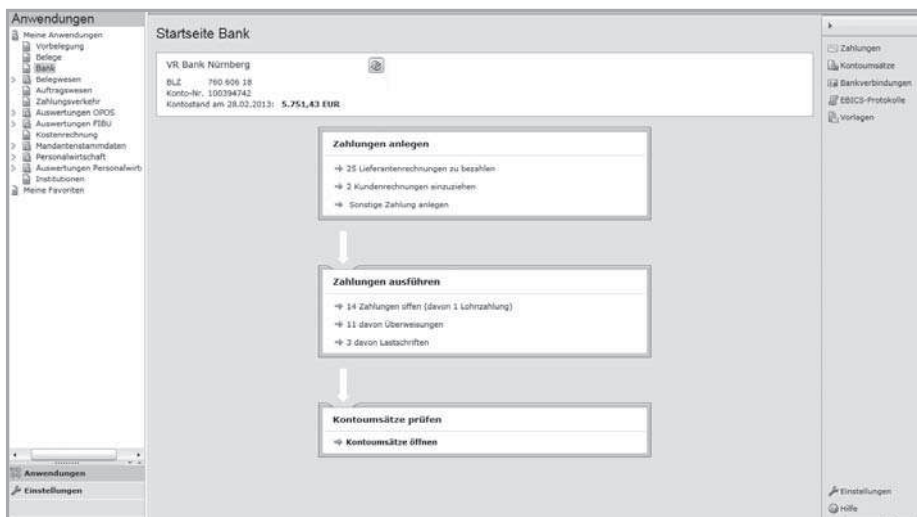 Anwendungen
Meine Anwendungen
Vorbelegung
Belege
Bank
Belegwesen
Auftragswesen
Zahlungsverkehr
Auswertungen OPOS
Auswertungen FIBU
Kostenrechnung
Mandantenstammdaten
Personalwirtschaft
Auswertungen Personalwirts
Institutionen
Meine Favoriten
Anwendungen
Einstellungen
Startseite Bank
VR Bank Nürnberg
BLZ 760 606 18
Konto-Nr. 100394742
Kontostand am 28.02.2013: 5.751,43 EUR
Zahlungen anlegen
25 Lieferantenrechnungen zu bezahlen
2 Kundenrechnungen einzuziehen
Sonstige Zahlung anlegen
Zahlungen ausführen
14 Zahlungen offen (davon 1 Lohnzahlung)
11 davon Überweisungen
3 davon Lastschriften
Kontoumsätze prüfen
Kontoumsätze öffnen
Zahlungen
Kontoumsätze
Bankverbindungen
EBICS-Protokolle
Vorlagen
Einstellungen
Hilfe